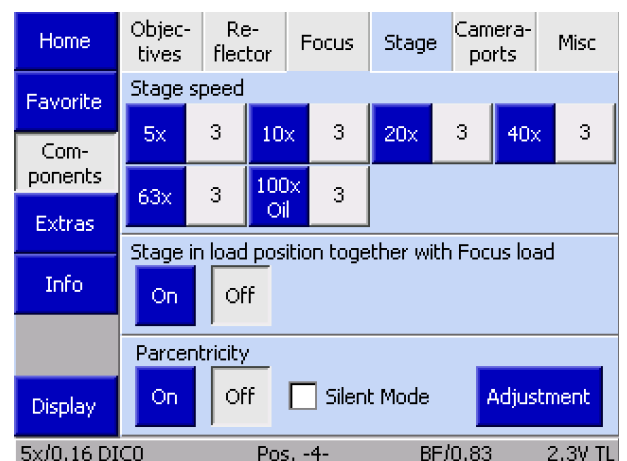 Home
Objec-
tives
Re-
flector
Focus
Stage
Camera-
ports
Misc
Favorite
Com-
ponents
Extras
Info
Display
Stage speed
5x 3 10x 3 20x 3 40x 3
63x 3 100x
Oil 3
Stage in load position together with Focus load
On Off
Parcentricity
On Off Silent Mode Adjustment
5x/0.16 DIC0 Pos. -4- BF/0.83 2.3V TL